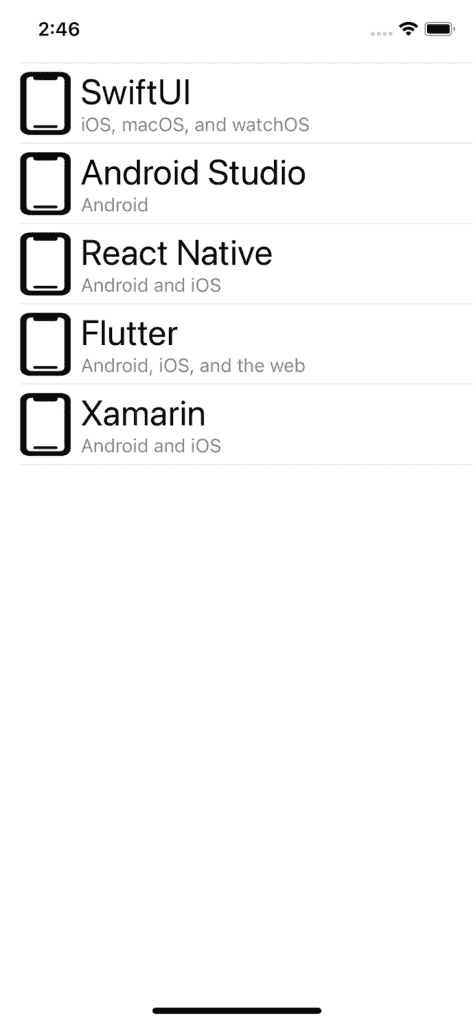 2:46
SwiftUI
iOS, macOS, and watchOS
Android Studio
Android
React Native
Android and iOS
Flutter
Android, iOS, and the web
Xamarin
Android and iOS